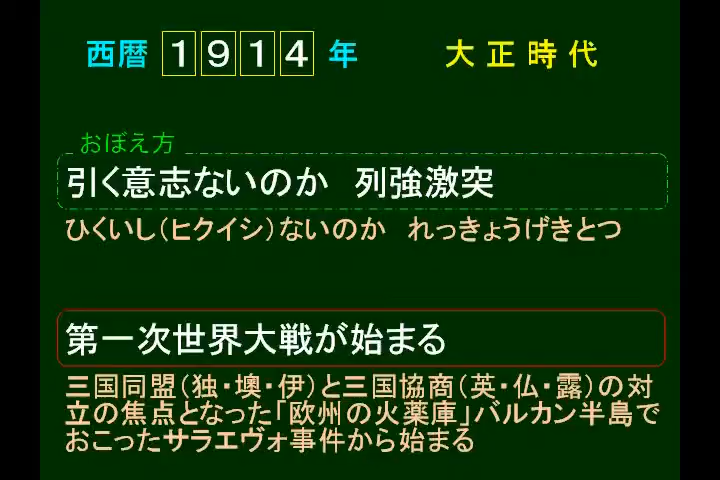 西暦 1914 年 大正時代
おぼえ方
引く意志ないのか 列強激突
ひくいし（ヒクイシ）ないのか れっきょうげきとつ
第一次世界大戦が始まる
三国同盟（独・墺・伊）と三国協商（英・仏・露）の対
立の焦点となった「欧州の火薬庫」バルカン半島で
おこったサラエヴォ事件から始まる